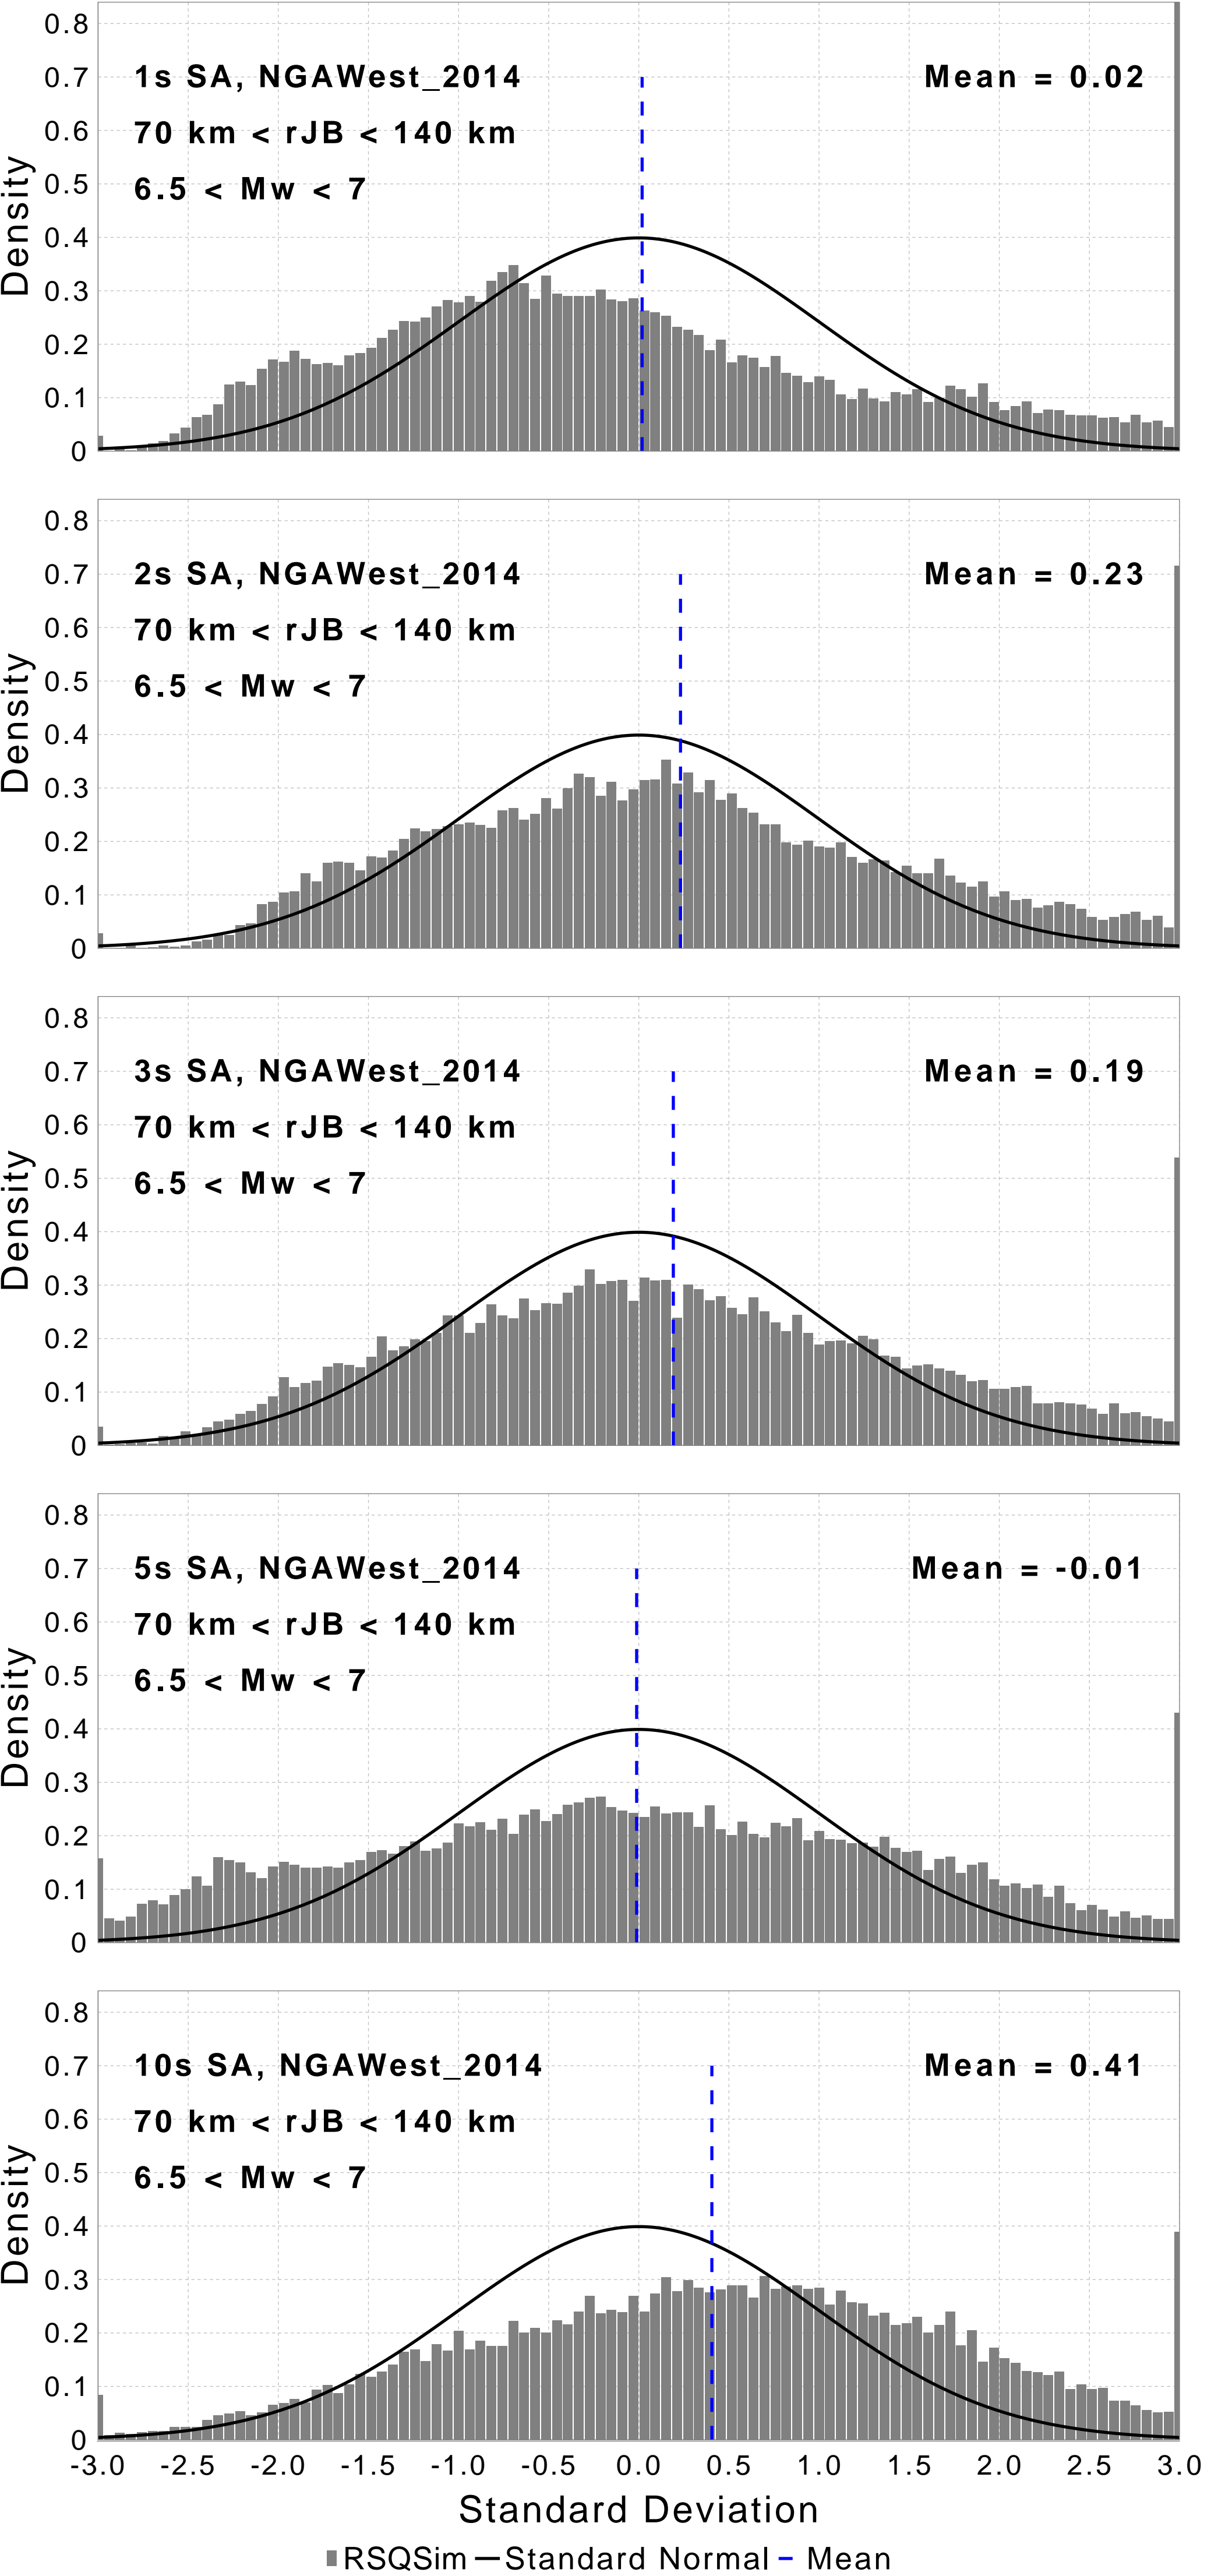 0.8
1s SA, NGAWest_2014 Mean = 0.02
0.7
70 km < rJB < 140 km
0.6
6.5 < Mw < 7
0.5
0.4
0.3
0.2
0.1
0
Density
0.8
2s SA, NGAWest_2014 Mean = 0.23
0.7
70 km < rJB < 140 km
0.6
6.5 < Mw < 7
0.5
0.4
0.3
0.2
0.1
0
Density
0.8
3s SA, NGAWest_2014 Mean = 0.19
0.7
70 km < rJB < 140 km
0.6
6.5 < Mw < 7
0.5
0.4
0.3
0.2
0.1
0
Density
0.8
5s SA, NGAWest_2014 Mean = -0.01
0.7
70 km < rJB < 140 km
0.6
6.5 < Mw < 7
0.5
0.4
0.3
0.2
0.1
0
Density
0.8
10s SA, NGAWest_2014 Mean = 0.41
0.7
70 km < rJB < 140 km
0.6
6.5 < Mw < 7
0.5
0.4
0.3
0.2
0.1
0
Density
-3.0 -2.5 -2.0 -1.5 -1.0 -0.5 0.0 0.5 1.0 1.5 2.0 2.5 3.0
Standard Deviation
RSQSim Standard Normal Mean